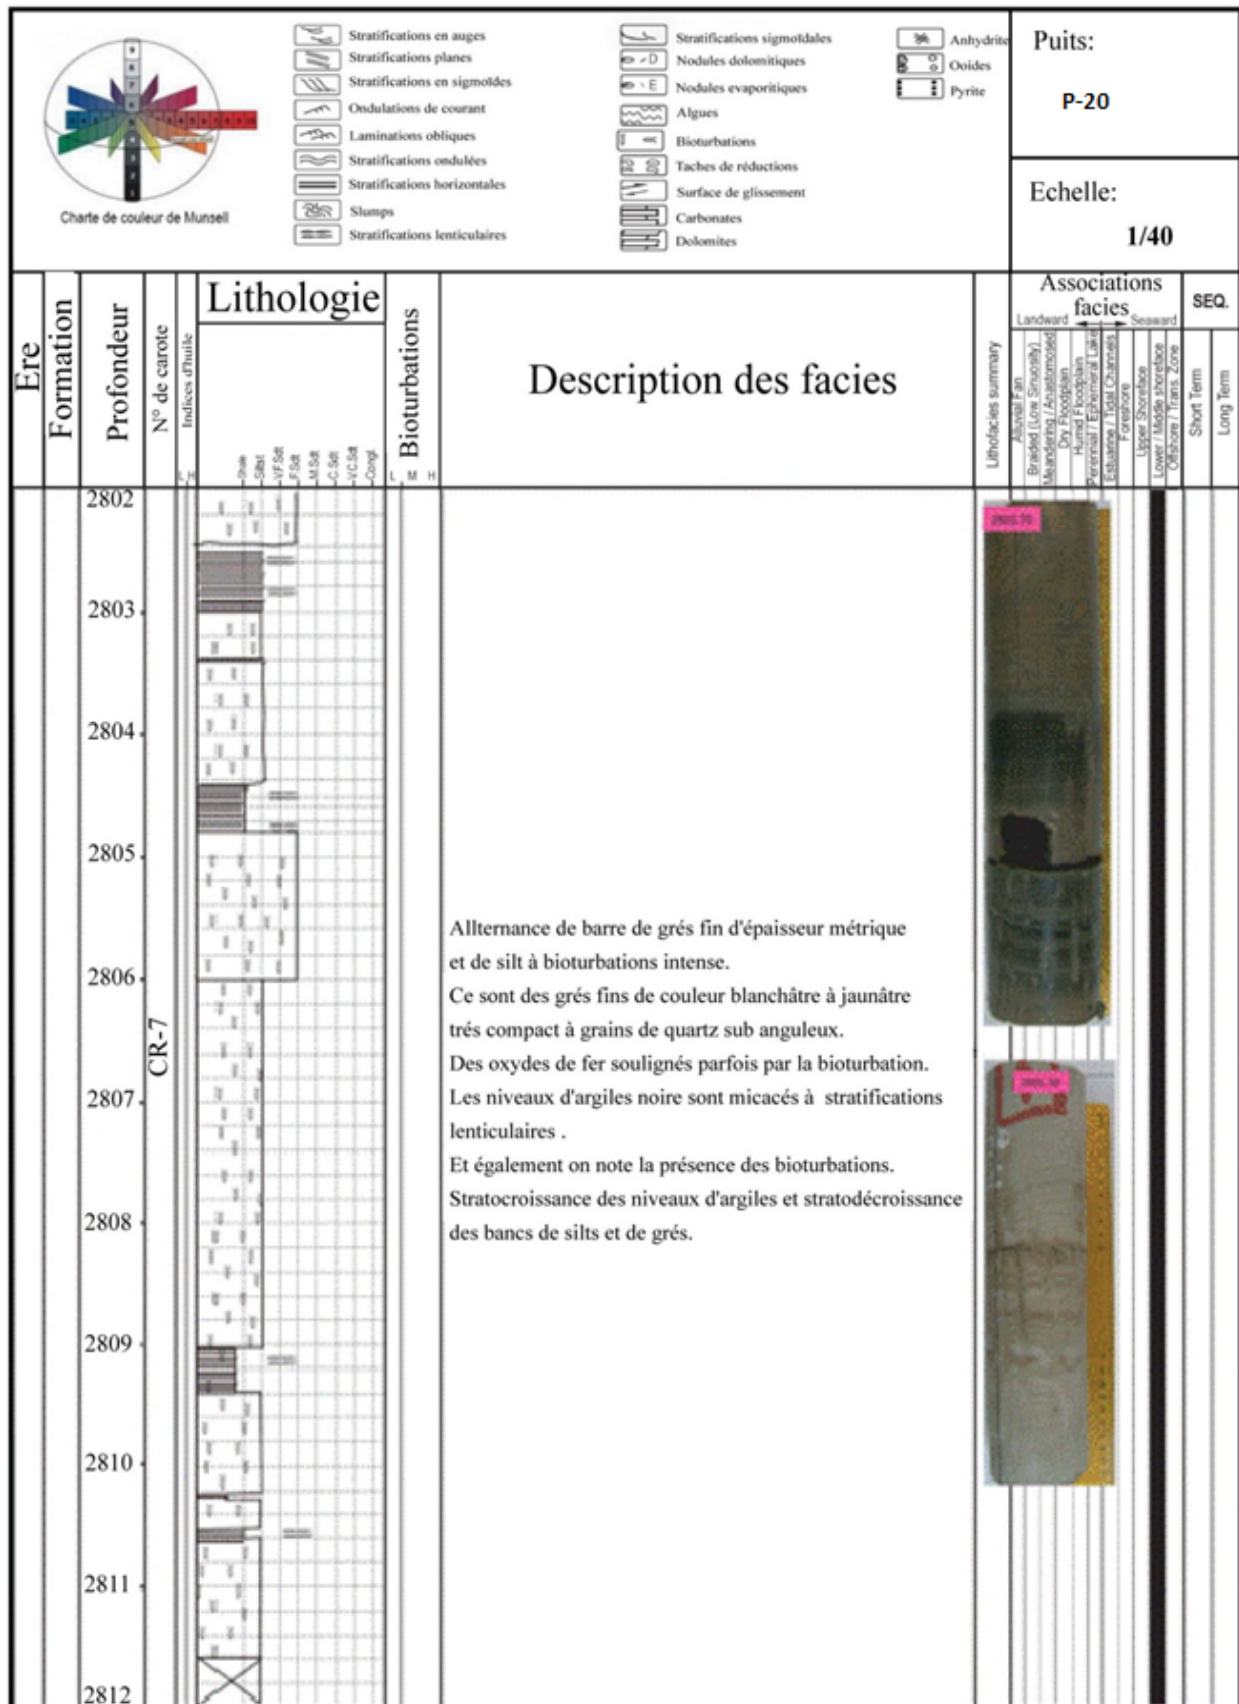 Charte de couleur de Munsell
Stratifications en auges
Stratifications planes
Stratifications en sigmoïdes
Ondulations de courant
Laminations obliques
Stratifications ondulées
Stratifications horizontales
Slumps
Stratifications lenticulaires
Stratifications sigmoïdales
D Nodules dolomitiques
E Nodules evaporitiques
Algues
Bioturbations
Taches de réductions
Surface de glissement
Carbonates
Dolomites
Anhydrite
Ooides
Pyrite
Puits:
P-20
Echelle:
1/40
Ere
Formation
Profondeur
N° de carote
Indices d'huile
Lithologie
Shale
Siltst
V.F.Sdt
F.Sdt
M.Sdt
C.Sdt
V.C.Sdt
Congl.
Bioturbations
L M H
Description des facies
Lithofacies summary
Associations
facies
Landward Seaward
Alluvial Fan
Braided (Low Sinuosity)
Meandering / Anastomosed
Dry Floodplain
Humid Floodplain
Perennial / Ephemeral Lake
Estuarine / Tidal Channels
Foreshore
Upper Shoreface
Lower / Middle shoreface
Offshore / Trans. Zone
SEQ.
Short Term
Long Term
2802
2803
2804
2805
2806
2807
2808
2809
2810
2811
2812
CR-7
Allternance de barre de grés fin d'épaisseur métrique
et de silt à bioturbations intense.
Ce sont des grés fins de couleur blanchâtre à jaunâtre
trés compact à grains de quartz sub anguleux.
Des oxydes de fer soulignés parfois par la bioturbation.
Les niveaux d'argiles noire sont micacés à stratifications
lenticulaires .
Et également on note la présence des bioturbations.
Stratocroissance des niveaux d'argiles et stratodécroissance
des bancs de silts et de grés.